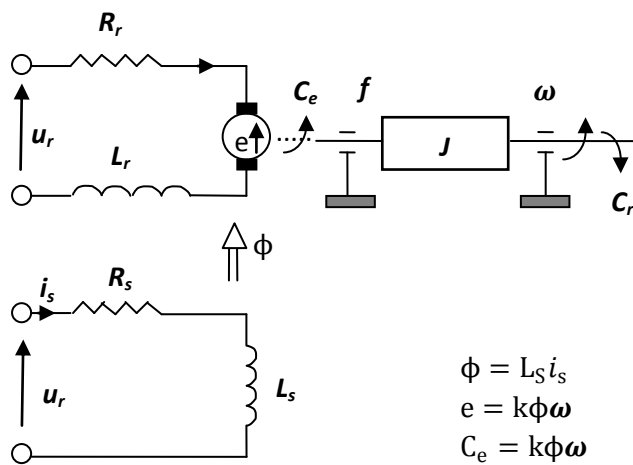 R_r
C_e
f
ω
u_r
e
J
L_r
C_r
ϕ
i_s
R_s
u_r
L_s
ϕ = L_S i_s
e = kϕω
C_e = kϕω